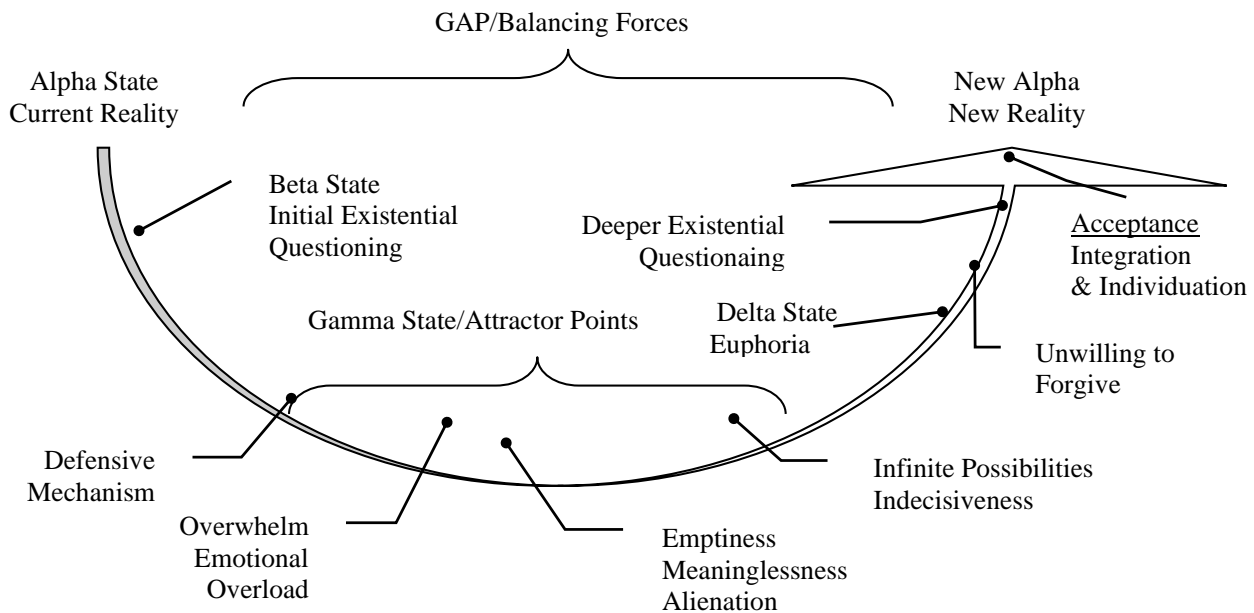 GAP/Balancing Forces
Alpha State
Current Reality
New Alpha
New Reality
Beta State
Initial Existential
Questioning
Deeper Existential
Questionaing
Acceptance
Integration
& Individuation
Gamma State/Attractor Points
Delta State
Euphoria
Unwilling to
Forgive
Defensive
Mechanism
Infinite Possibilities
Indecisiveness
Overwhelm
Emotional
Overload
Emptiness
Meaninglessness
Alienation